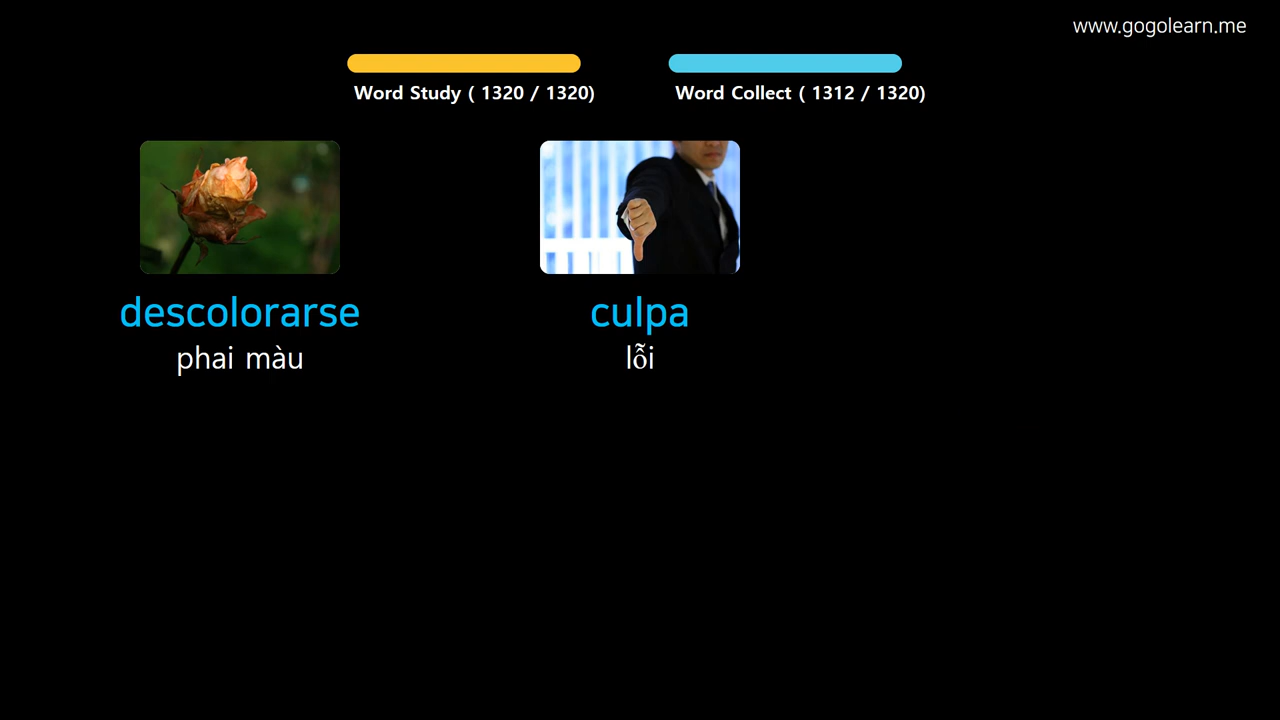 www.gogolearn.me
Word Study ( 1320 / 1320)
Word Collect ( 1312 / 1320)
descolorarse
phai màu
culpa
lỗi